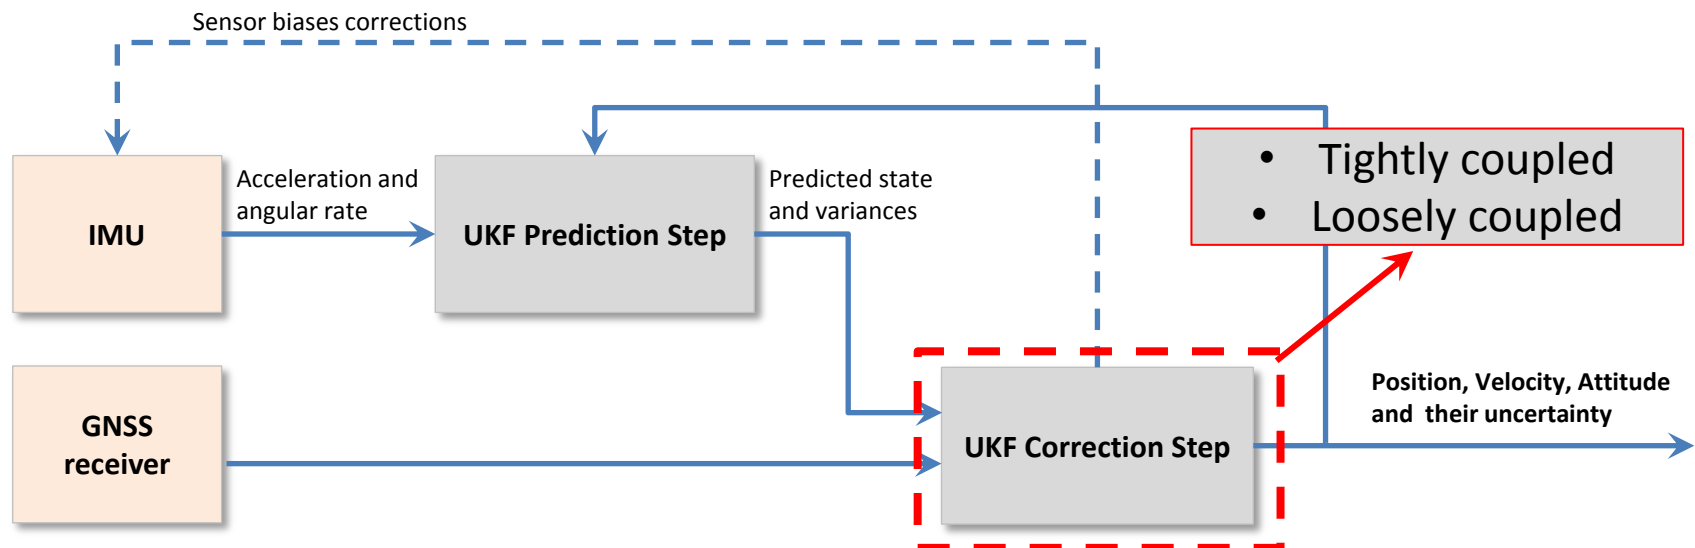 Sensor biases corrections
• Tightly coupled
• Loosely coupled
Acceleration and
angular rate
Predicted state
and variances
IMU
UKF Prediction Step
Position, Velocity, Attitude
and their uncertainty
GNSS
receiver
UKF Correction Step